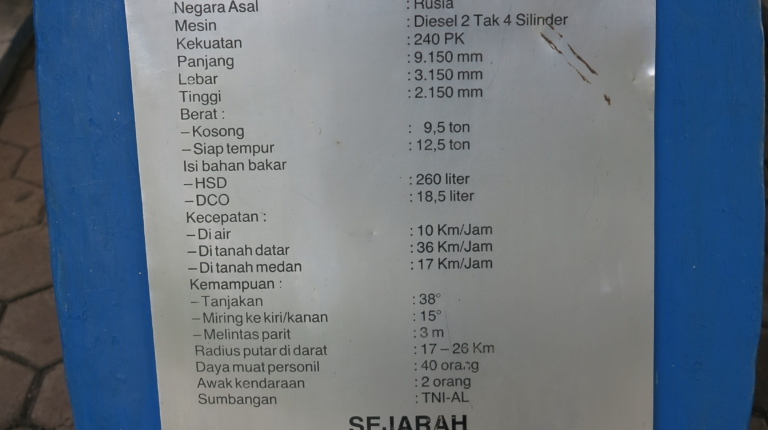 Negara Asal : Rusia
Mesin : Diesel 2 Tak 4 Silinder
Kekuatan : 240 PK
Panjang : 9.150 mm
Lebar : 3.150 mm
Tinggi : 2.150 mm
Berat :
– Kosong : 9,5 ton
– Siap tempur : 12,5 ton
Isi bahan bakar
– HSD : 260 liter
– DCO : 18,5 liter
Kecepatan :
– Di air : 10 Km/Jam
– Di tanah datar : 36 Km/Jam
– Di tanah medan : 17 Km/Jam
Kemampuan :
– Tanjakan : 38°
– Miring ke kiri/kanan : 15°
– Melintas parit : 3 m
Radius putar di darat : 17 – 26 Km
Daya muat personil : 40 orang
Awak kendaraan : 2 orang
Sumbangan : TNI-AL
SEJARAH